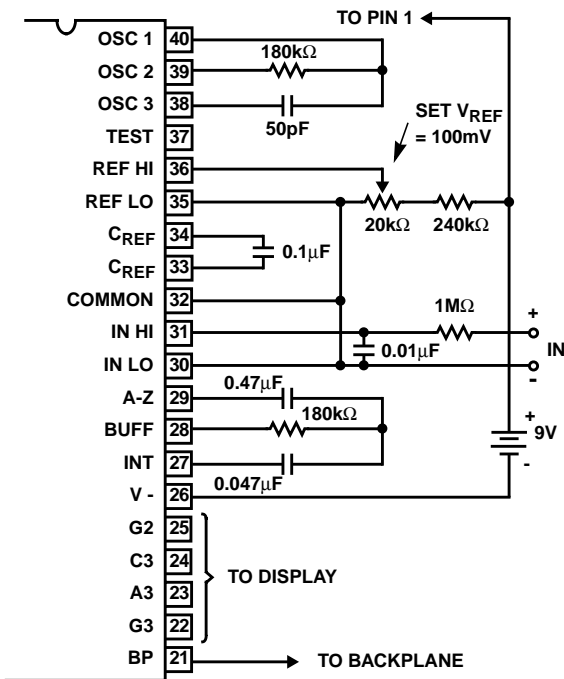 TO PIN 1
OSC 1 40
180kΩ
OSC 2 39
OSC 3 38
50pF
SET VREF
= 100mV
TEST 37
REF HI 36
REF LO 35
20kΩ 240kΩ
CREF 34
0.1µF
CREF 33
COMMON 32
1MΩ
+
IN HI 31
0.01µF
IN
IN LO 30
-
0.47µF
A-Z 29
180kΩ
BUFF 28
+
9V
-
INT 27
0.047µF
V - 26
G2 25
C3 24
TO DISPLAY
A3 23
G3 22
BP 21
TO BACKPLANE